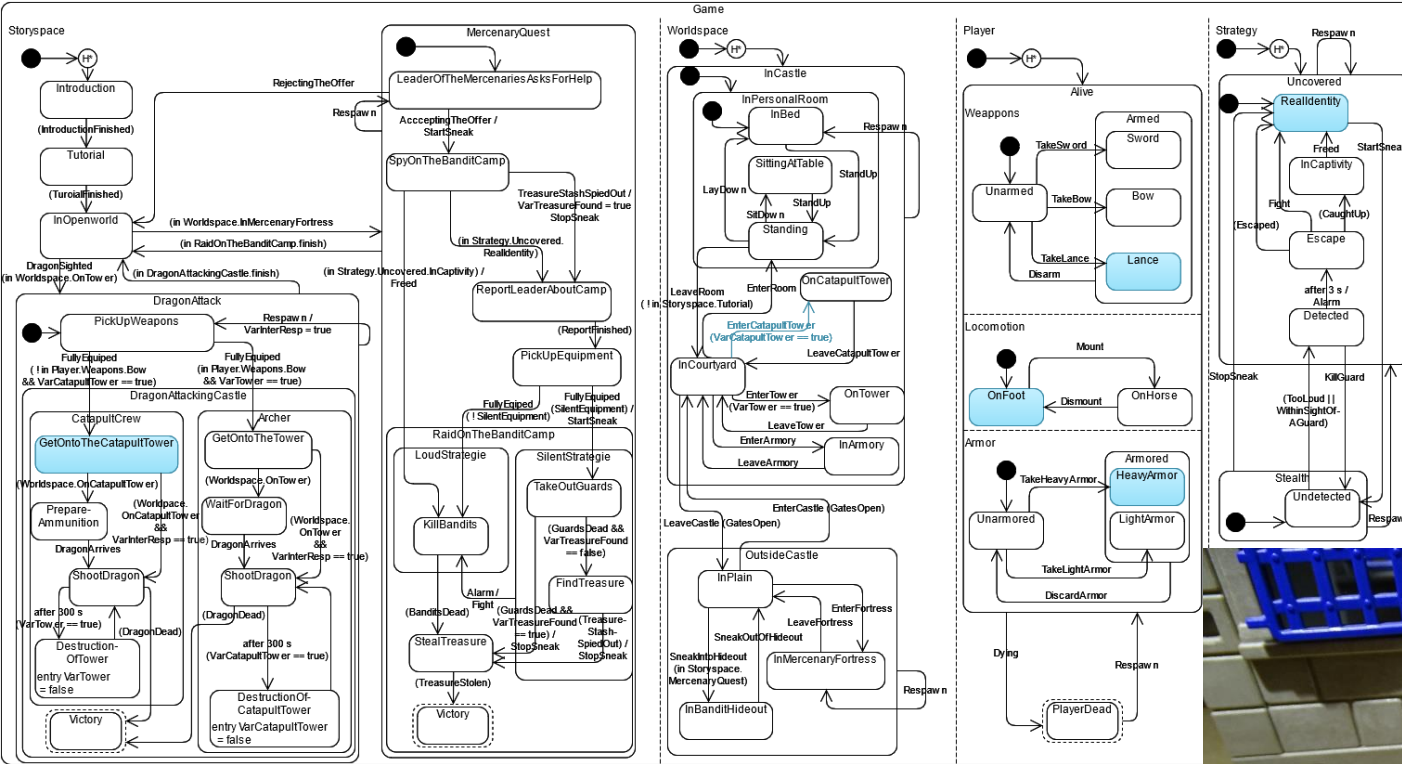 Game
Storyspace
H*
Introduction
(IntroductionFinished)
Tutorial
(TuroialFinished)
InOpenworld
RejectingTheOffer
(in Worldspace.InMercenaryFortress
(in RaidOnTheBanditCamp.finish)
DragonSighted
(in Worldspace.OnTower)
(in DragonAttackingCastle.finish)
DragonAttack
PickUpWeapons
Respawn /
VarInterResp = true
FullyEquiped
( ! in Player.Weapons.Bow
&& VarCatapultTower == true)
FullyEquiped
(in Player.Weapons.Bow
&& VarTower == true)
DragonAttackingCastle
CatapultCrew
GetOntoTheCatapultTower
(Worldspace.OnCatapultTower)
Prepare-
Ammunition
(Worldpace.
OnCatapultTower
&&
VarInterResp == true)
DragonArrives
ShootDragon
after 300 s
(VarTower == true)
(DragonDead)
Destruction-
OfTower
entry VarTower
= false
Victory
Archer
GetOntoTheTower
(Worldspace.OnTower)
WaitForDragon
(Worldspace.
OnTower
&&
VarInterResp == true)
DragonArrives
ShootDragon
(DragonDead)
after 300 s
(VarCatapultTower == true)
DestructionOf-
CatapultTower
entry VarCatapultTower
= false
MercenaryQuest
LeaderOfTheMercenariesAsksForHelp
Respawn
AccceptingTheOffer /
StartSneak
SpyOnTheBanditCamp
TreasureStashSpiedOut /
VarTreasureFound = true
StopSneak
(in Strategy.Uncovered.
RealIdentity)
(in Strategy.Uncovered.InCaptivity) /
Freed
ReportLeaderAboutCamp
(ReportFinished)
PickUpEquipment
FullyEqiped
( ! SilentEquipment)
FullyEquiped
(SilentEquipment) /
StartSneak
RaidOnTheBanditCamp
LoudStrategie
KillBandits
SilentStrategie
TakeOutGuards
(GuardsDead &&
VarTreasureFound
== false)
FindTreasure
Alarm /
Fight
(BanditsDead)
(GuardsDead &&
VarTreasureFound
== true) /
StopSneak
(Treasure-
Stash-
SpiedOut) /
StopSneak
StealTreasure
(TreasureStolen)
Victory
Worldspace
H*
InCastle
InPersonalRoom
InBed
Respawn
SittingAtTable
StandUp
LayDown
StandUp
SitDown
Standing
LeaveRoom
( ! in.Storyspace.Tutorial)
EnterRoom
OnCatapultTower
EnterCatapultTower
(VarCatapultTower == true)
LeaveCatapultTower
InCourtyard
EnterTower
(VarTower == true)
OnTower
LeaveTower
EnterArmory
InArmory
LeaveArmory
EnterCastle (GatesOpen)
LeaveCastle (GatesOpen)
OutsideCastle
InPlain
EnterFortress
LeaveFortress
SneakOutOfHideout
SneakIntoHideout
(in Storyspace.
MercenaryQuest)
InMercenaryFortress
Respawn
InBanditHideout
Player
H*
Alive
Weappons
Armed
TakeSword
Sword
Unarmed
TakeBow
Bow
TakeLance
Lance
Disarm
Locomotion
Mount
OnFoot
OnHorse
Dismount
Armor
Armored
TakeHeavyArmor
HeavyArmor
Unarmored
LightArmor
TakeLightArmor
DiscardArmor
Dying
Respawn
PlayerDead
Strategy
H*
Respawn
Uncovered
RealIdentity
Freed
StartSneak
InCaptivity
Fight
(CaughtUp)
(Escaped)
Escape
after 3 s /
Alarm
Detected
StopSneak
KillGuard
(TooLoud ||
WithinSightOf-
AGuard)
Stealth
Undetected
Respawn